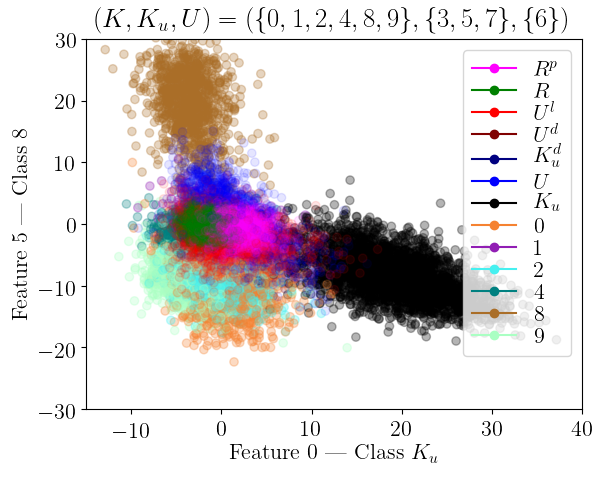 (K, K_u, U) = ({0, 1, 2, 4, 8, 9}, {3, 5, 7}, {6})
30
20
10
0
−10
−20
−30
Feature 5 — Class 8
R^p
R
U^l
U^d
K_u^d
U
K_u
0
1
2
4
8
9
−10
0
10
20
30
40
Feature 0 — Class K_u